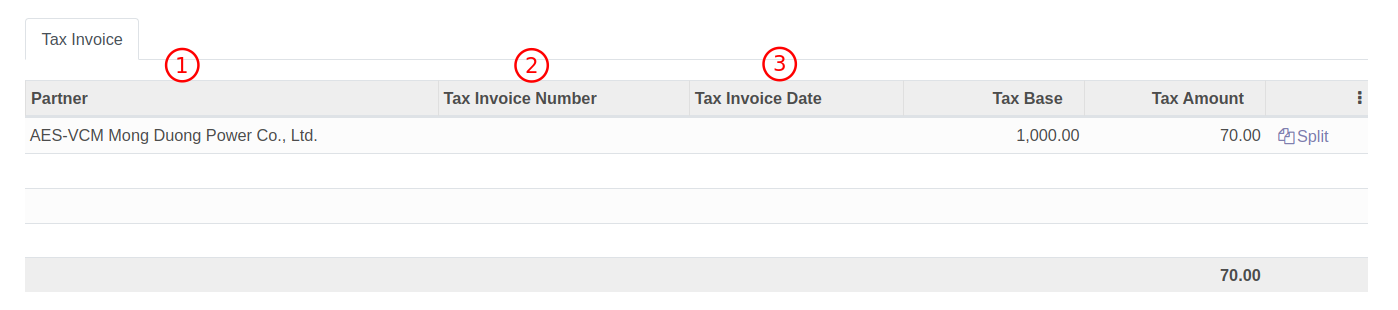 Tax Invoice
1 2 3
Partner Tax Invoice Number Tax Invoice Date Tax Base Tax Amount
AES-VCM Mong Duong Power Co., Ltd. 1,000.00 70.00 Split
70.00